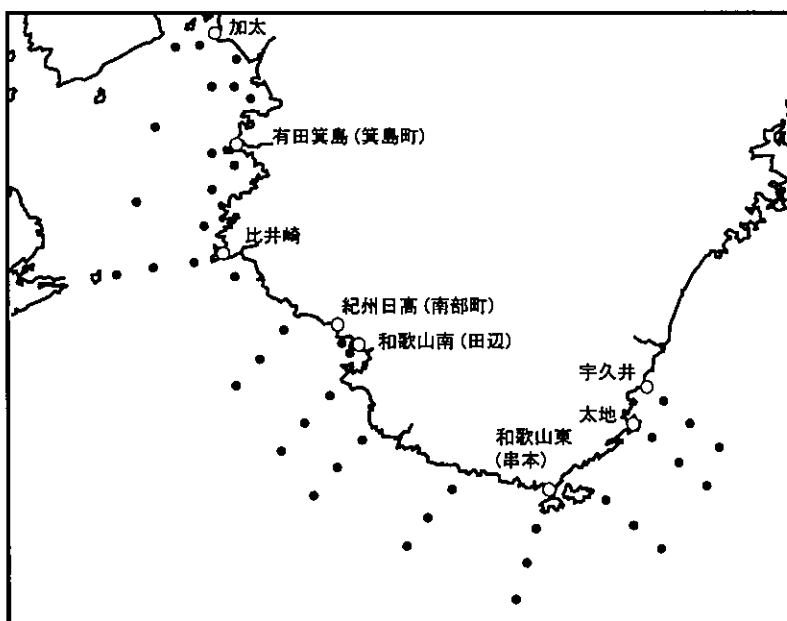 加太
有田箕島(箕島町)
比井崎
紀州日高(南部町)
和歌山南(田辺)
宇久井
太地
和歌山東
(串本)